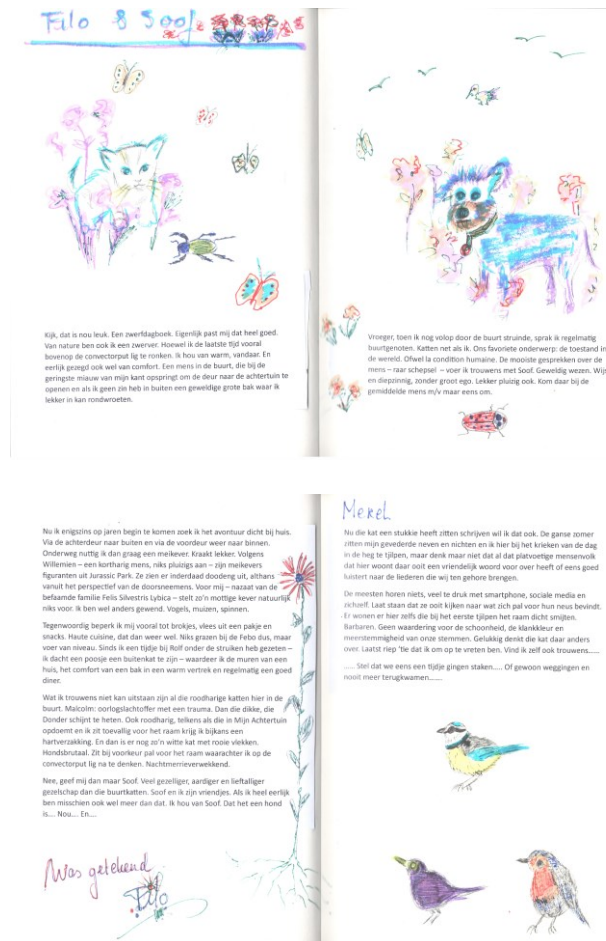 Filo & Soof
Kijk, dat is nou leuk. Een zwerfdagboek. Eigenlijk past mij dat heel goed.
Van nature ben ook ik een zwerver. Hoewel ik de laatste tijd vooral
bovenop de convectorput lig te ronken. Ik hou van warm, vandaar. En
eerlijk gezegd ook wel van comfort. Een mens in de buurt, die bij de
geringste miauw van mijn kant opspringt om de deur naar de achtertuin te
openen en als ik geen zin heb in buiten een geweldige grote bak waar ik
lekker in kan rondwroeten.
Vroeger, toen ik nog volop door de buurt struinde, sprak ik regelmatig
buurtgenoten. Katten net als ik. Ons favoriete onderwerp: de toestand in
de wereld. Ofwel la condition humaine. De mooiste gesprekken over de
mens – raar schepsel – voer ik trouwens met Soof. Geweldig wezen. Wijs
en diepzinnig, zonder groot ego. Lekker pluizig ook. Kom daar bij de
gemiddelde mens m/v maar eens om.
Nu ik enigszins op jaren begin te komen zoek ik het avontuur dicht bij huis.
Via de achterdeur naar buiten en via de voordeur weer naar binnen.
Onderweg nuttig ik dan graag een meikever. Kraakt lekker. Volgens
Willemien – een kortharig mens, niks pluizigs aan – zijn meikevers
figuranten uit Jurassic Park. Ze zien er inderdaad doodeng uit, althans
vanuit het perspectief van de doorsneemens. Voor mij – nazaat van de
befaamde familie Felis Silvestris Lybica – stelt zo'n mottige kever natuurlijk
niks voor. Ik ben wel anders gewend. Vogels, muizen, spinnen.
Tegenwoordig beperk ik mij vooral tot brokjes, vlees uit een pakje en
snacks. Haute cuisine, dat dan weer wel. Niks grazen bij de Febo dus, maar
voer van niveau. Sinds ik een tijdje bij Rolf onder de struiken heb gezeten –
ik dacht een poosje een buitenkat te zijn – waardeer ik de muren van een
huis, het comfort van een bak in een warm vertrek en regelmatig een goed
diner.
Wat ik trouwens niet kan uitstaan zijn al die roodharige katten hier in de
buurt. Malcolm: oorlogslachtoffer met een trauma. Dan die dikke, die
Donder schijnt te heten. Ook roodharig, telkens als die in Mijn Achtertuin
opdoemt en ik zit toevallig voor het raam krijg ik bijkans een
hartverzakking. En dan is er nog zo'n witte kat met rooie vlekken.
Hondsbrutaal. Zit bij voorkeur pal voor het raam waarachter ik op de
convectorput lig na te denken. Nachtmerrieverwekkend.
Nee, geef mij dan maar Soof. Veel gezelliger, aardiger en lieftalliger
gezelschap dan die buurtkatten. Soof en ik zijn vriendjes. Als ik heel eerlijk
ben misschien ook wel meer dan dat. Ik hou van Soof. Dat het een hond
is.... Nou.... En....
Was getekend
Filo
Merel
Nu die kat een stukkie heeft zitten schrijven wil ik dat ook. De ganse zomer
zitten mijn gevederde neven en nichten en ik hier bij het krieken van de dag
in de heg te tjilpen, maar denk maar niet dat al dat platvoetige mensenvolk
dat hier woont daar ooit een vriendelijk woord voor over heeft of eens goed
luistert naar de liederen die wij ten gehore brengen.
De meesten horen niets, veel te druk met smartphone, sociale media en
zichzelf. Laat staan dat ze ooit kijken naar wat zich pal voor hun neus bevindt.
Er wonen er hier zelfs die bij het eerste tjilpen het raam dicht smijten.
Barbaren. Geen waardering voor de schoonheid, de klankkleur en
meerstemmigheid van onze stemmen. Gelukkig denkt die kat daar anders
over. Laatst riep 'tie dat ik om op te vreten ben. Vind ik zelf ook trouwens......
...... Stel dat we eens een tijdje gingen staken..... Of gewoon weggingen en
nooit meer terugkwamen.......